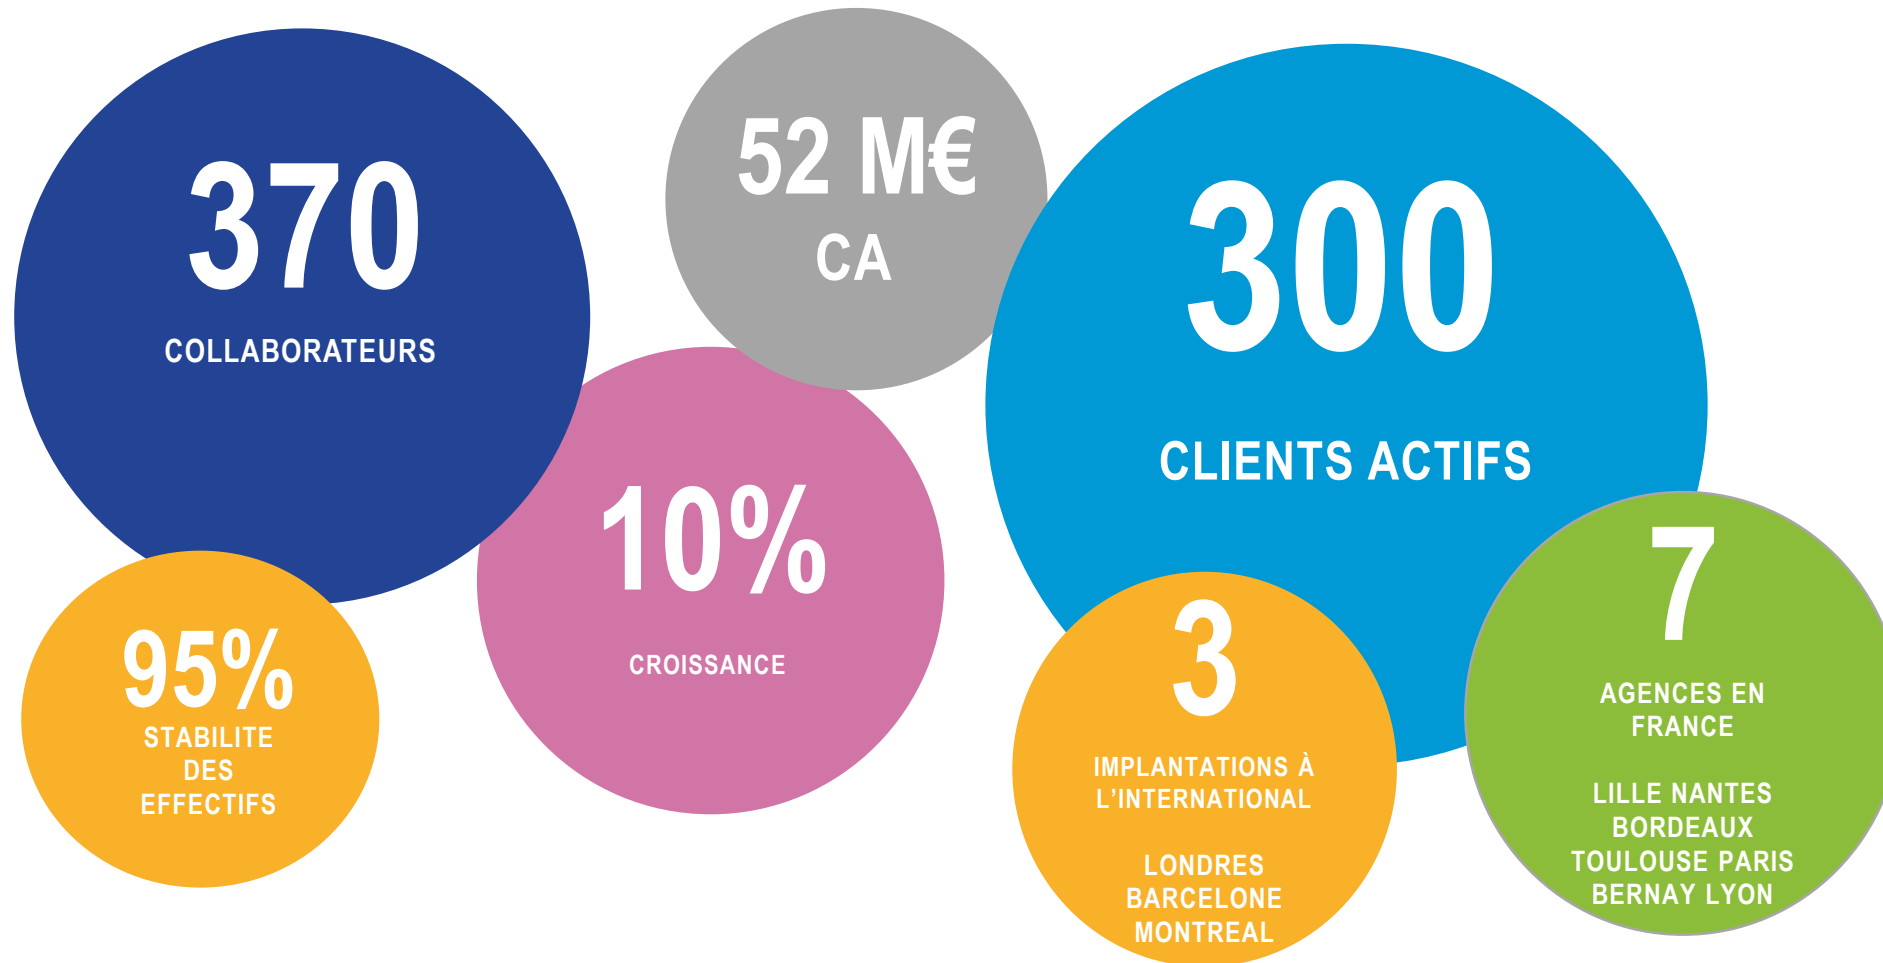 370
COLLABORATEURS
52 M€
CA
300
CLIENTS ACTIFS
10%
CROISSANCE
95%
STABILITE
DES
EFFECTIFS
3
IMPLANTATIONS À
L’INTERNATIONAL
LONDRES
BARCELONE
MONTREAL
7
AGENCES EN
FRANCE
LILLE NANTES
BORDEAUX
TOULOUSE PARIS
BERNAY LYON